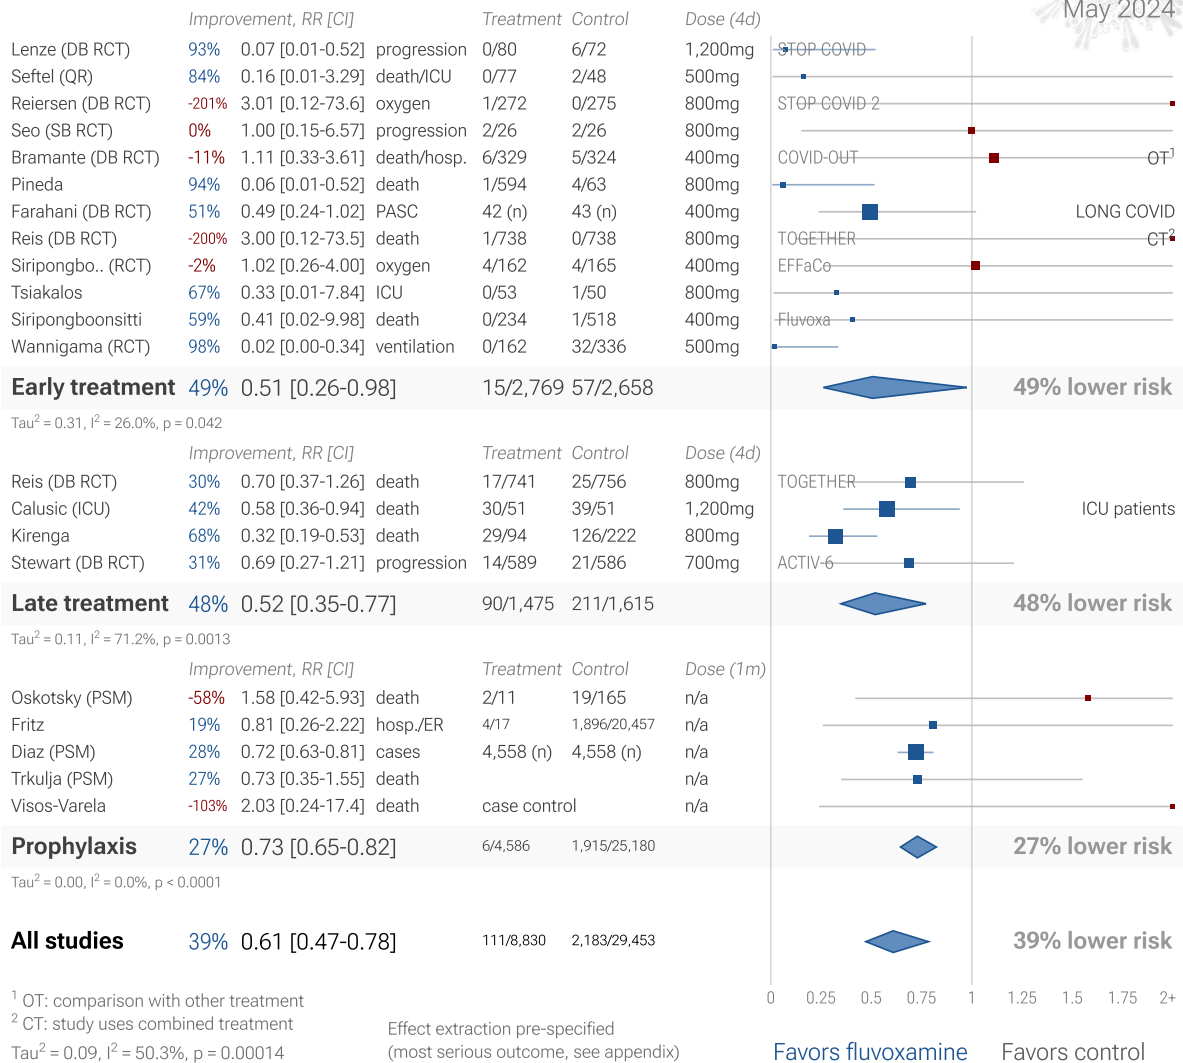 May 2024
Improvement, RR [CI] Treatment Control Dose (4d)
Lenze (DB RCT) 93% 0.07 [0.01-0.52] progression 0/80 6/72 1,200mg STOP COVID
Seftel (QR) 84% 0.16 [0.01-3.29] death/ICU 0/77 2/48 500mg
Reiersen (DB RCT) -201% 3.01 [0.12-73.6] oxygen 1/272 0/275 800mg STOP COVID 2
Seo (SB RCT) 0% 1.00 [0.15-6.57] progression 2/26 2/26 800mg
Bramante (DB RCT) -11% 1.11 [0.33-3.61] death/hosp. 6/329 5/324 400mg COVID-OUT OT1
Pineda 94% 0.06 [0.01-0.52] death 1/594 4/63 800mg
Farahani (DB RCT) 51% 0.49 [0.24-1.02] PASC 42 (n) 43 (n) 400mg LONG COVID
Reis (DB RCT) -200% 3.00 [0.12-73.5] death 1/738 0/738 800mg TOGETHER CT2
Siripongbo.. (RCT) -2% 1.02 [0.26-4.00] oxygen 4/162 4/165 400mg EFFaCo
Tsiakalos 67% 0.33 [0.01-7.84] ICU 0/53 1/50 800mg
Siripongboonsitti 59% 0.41 [0.02-9.98] death 0/234 1/518 400mg Fluvoxa
Wannigama (RCT) 98% 0.02 [0.00-0.34] ventilation 0/162 32/336 500mg
Early treatment 49% 0.51 [0.26-0.98] 15/2,769 57/2,658 49% lower risk
Tau2 = 0.31, I2 = 26.0%, p = 0.042
Improvement, RR [CI] Treatment Control Dose (4d)
Reis (DB RCT) 30% 0.70 [0.37-1.26] death 17/741 25/756 800mg TOGETHER
Calusic (ICU) 42% 0.58 [0.36-0.94] death 30/51 39/51 1,200mg ICU patients
Kirenga 68% 0.32 [0.19-0.53] death 29/94 126/222 800mg
Stewart (DB RCT) 31% 0.69 [0.27-1.21] progression 14/589 21/586 700mg ACTIV-6
Late treatment 48% 0.52 [0.35-0.77] 90/1,475 211/1,615 48% lower risk
Tau2 = 0.11, I2 = 71.2%, p = 0.0013
Improvement, RR [CI] Treatment Control Dose (1m)
Oskotsky (PSM) -58% 1.58 [0.42-5.93] death 2/11 19/165 n/a
Fritz 19% 0.81 [0.26-2.22] hosp./ER 4/17 1,896/20,457 n/a
Diaz (PSM) 28% 0.72 [0.63-0.81] cases 4,558 (n) 4,558 (n) n/a
Trkulja (PSM) 27% 0.73 [0.35-1.55] death n/a
Visos-Varela -103% 2.03 [0.24-17.4] death case control n/a
Prophylaxis 27% 0.73 [0.65-0.82] 6/4,586 1,915/25,180 27% lower risk
Tau2 = 0.00, I2 = 0.0%, p < 0.0001
All studies 39% 0.61 [0.47-0.78] 111/8,830 2,183/29,453 39% lower risk
0 0.25 0.5 0.75 1 1.25 1.5 1.75 2+
1 OT: comparison with other treatment
2 CT: study uses combined treatment
Tau2 = 0.09, I2 = 50.3%, p = 0.00014
Effect extraction pre-specified
(most serious outcome, see appendix)
Favors fluvoxamine Favors control